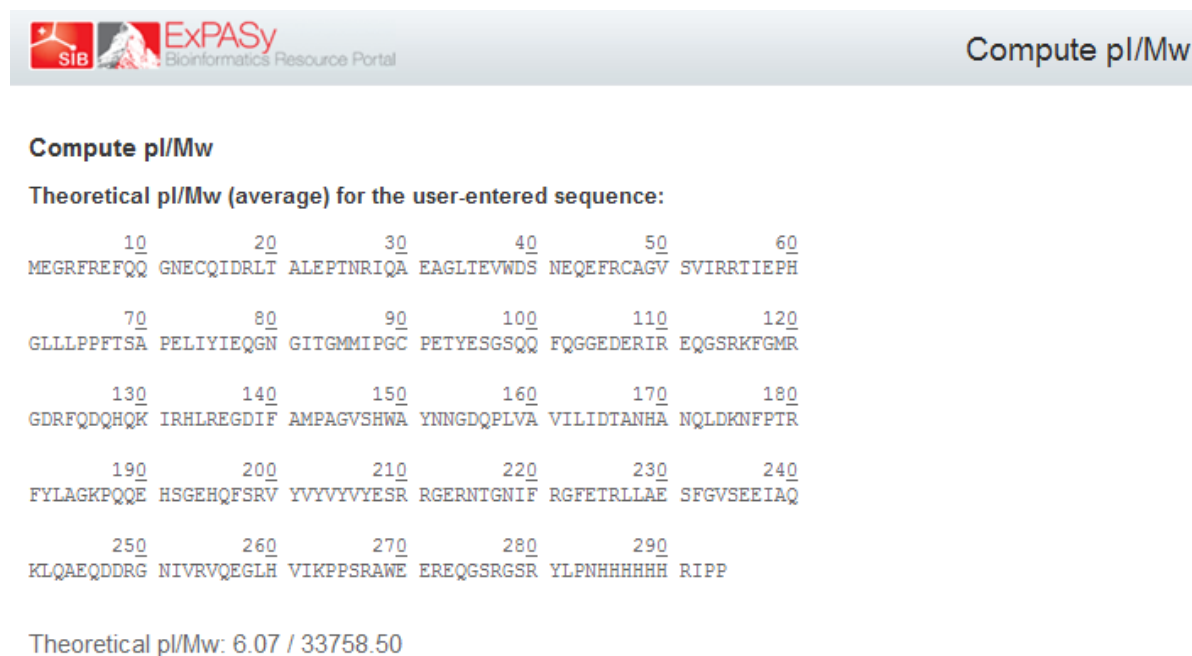 SIB ExPASy
Bioinformatics Resource Portal
Compute pI/Mw
Compute pI/Mw
Theoretical pI/Mw (average) for the user-entered sequence:
10 20 30 40 50 60
MEGRFREFQQ GNECQIDRLT ALEPTNRIQA EAGLTEVWDS NEQEFRCAGV SVIRRTIEPH
70 80 90 100 110 120
GLLLPPFTSA PELIYIEQGN GITGMMIPGC PETYESGSQQ FQGGEDERIR EQGSRKFGMR
130 140 150 160 170 180
GDRFQDQHQK IRHLREGDIF AMPAGVSHWA YNNGDQPLVA VILIDTANHA NQLDKNFPTR
190 200 210 220 230 240
FYLAGKPQQE HSGEHQFSRV YVYVYVYESR RGERNTGNIF RGFETRLLAE SFGVSEEIAQ
250 260 270 280 290
KLQAEQDDRG NIVRVQEGLH VIKPPSRAWE EREQGSRGSR YLPNHHHHHH RIPP
Theoretical pI/Mw: 6.07 / 33758.50